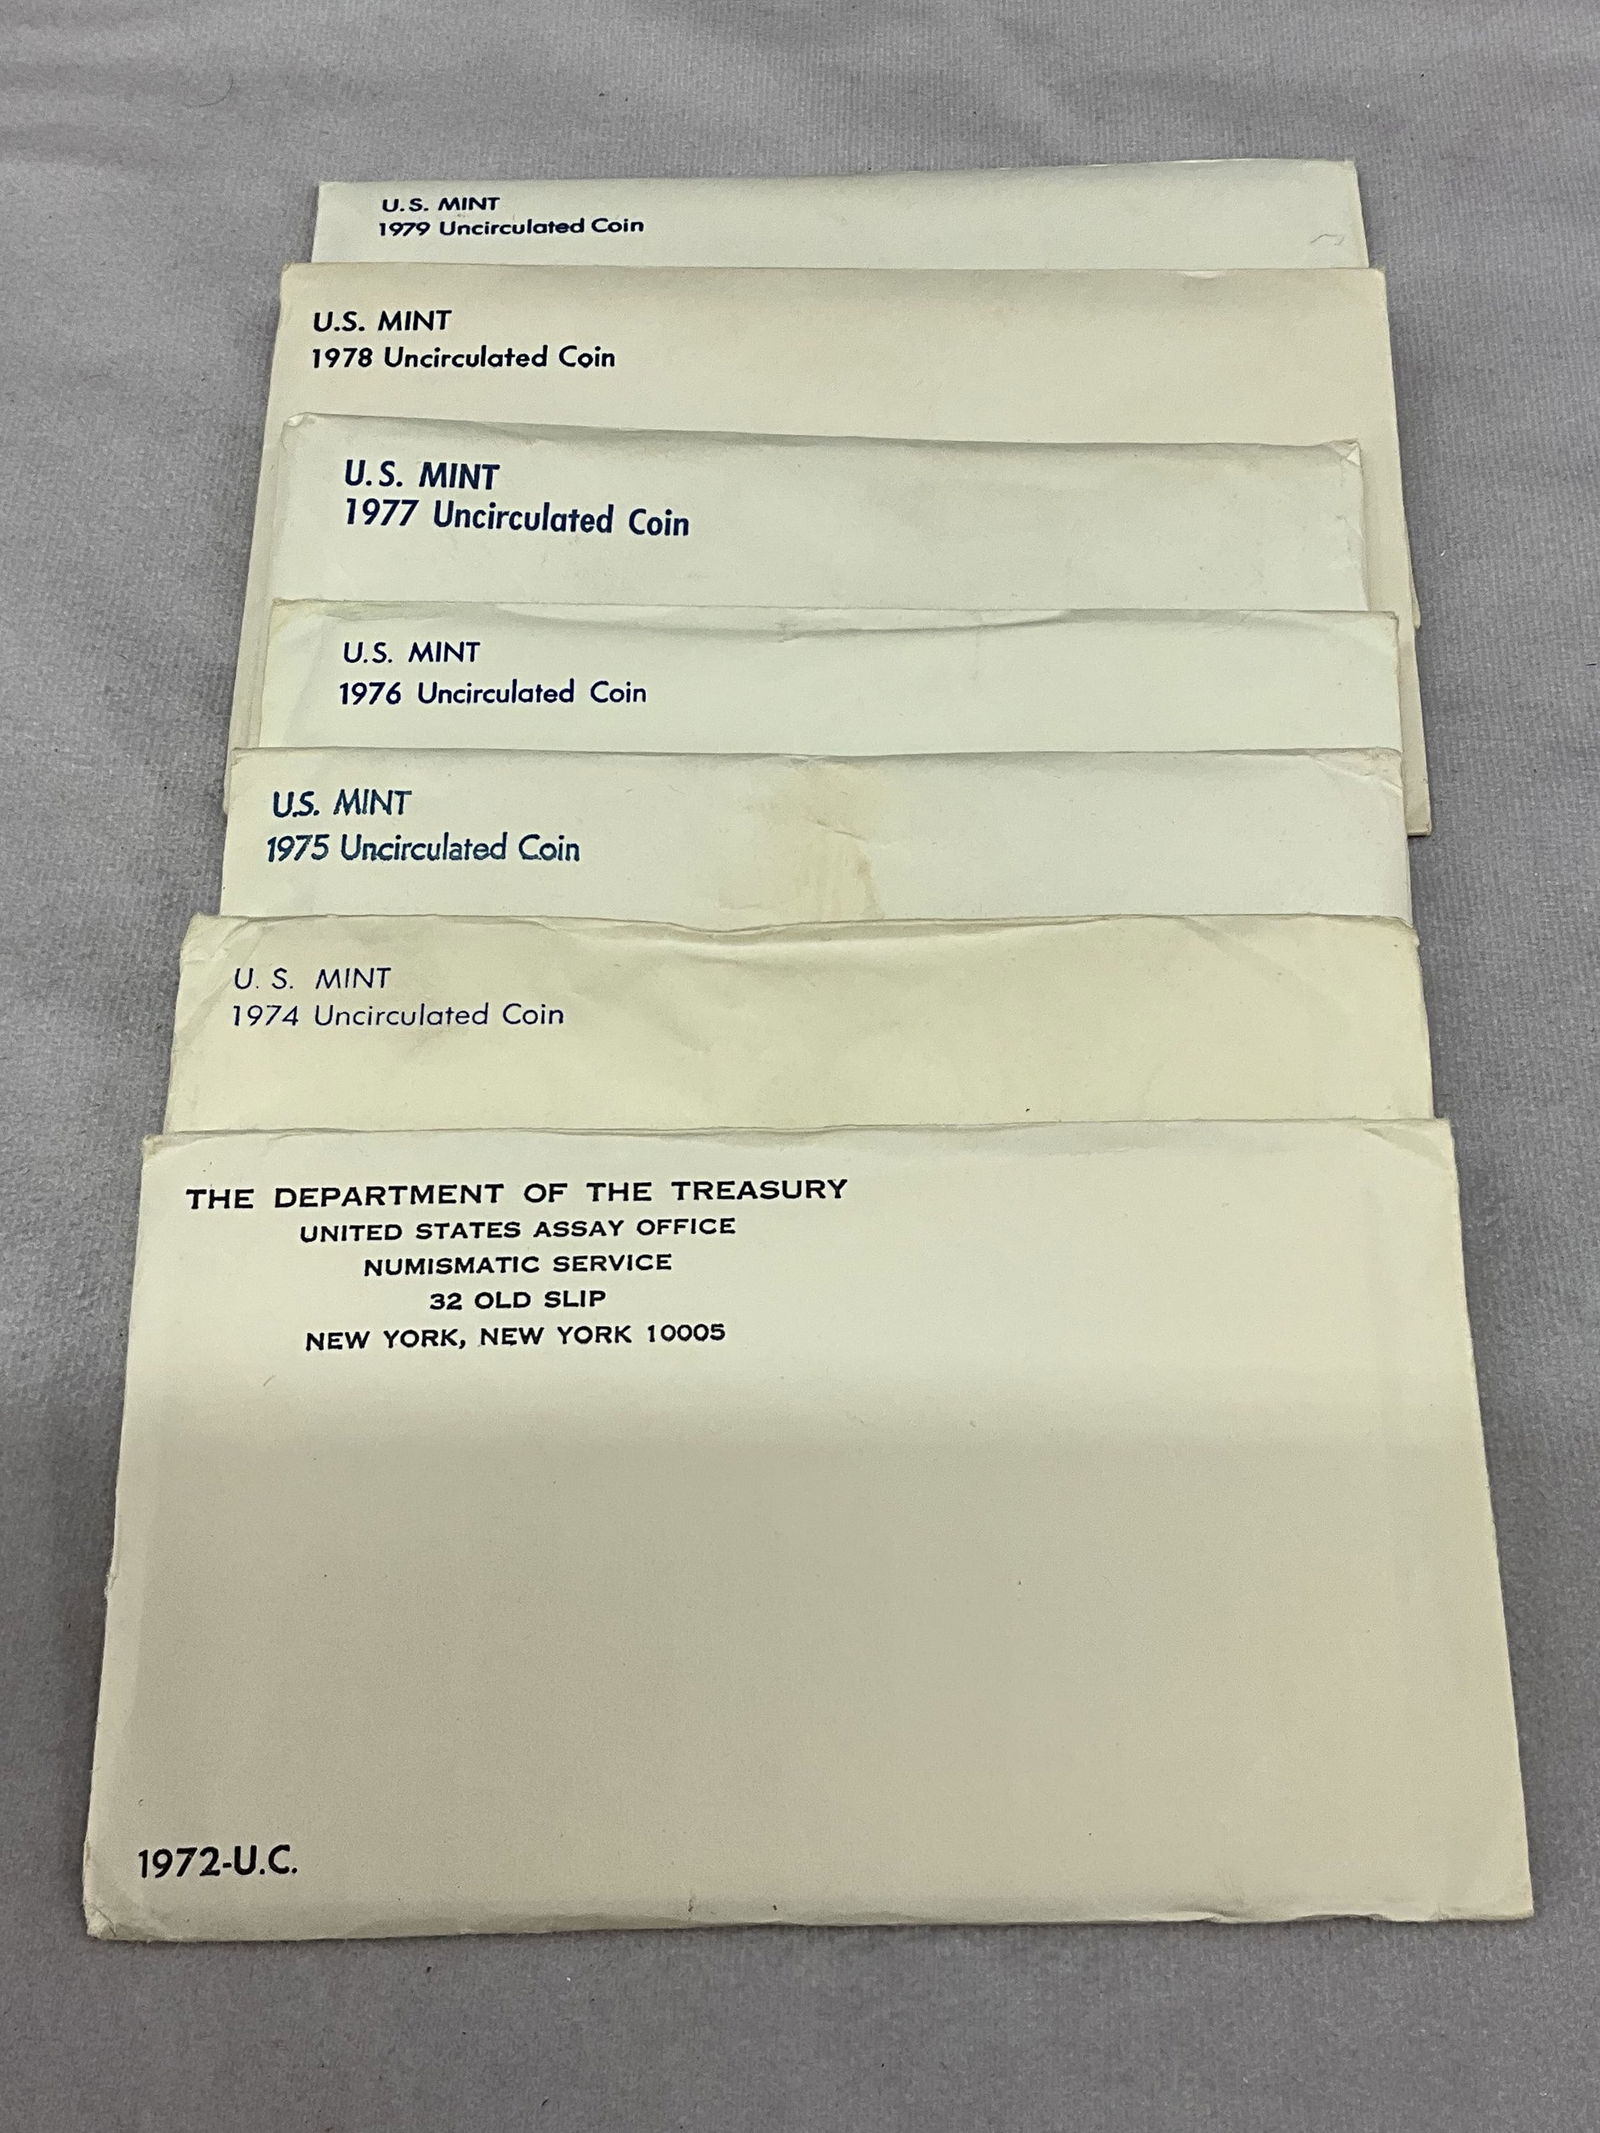 U.S. MINT
1979 Uncirculated Coin
U.S. MINT
1978 Uncirculated Coin
U.S. MINT
1977 Uncirculated Coin
U.S. MINT
1976 Uncirculated Coin
U.S. MINT
1975 Uncirculated Coin
U. S. MINT
1974 Uncirculated Coin
THE DEPARTMENT OF THE TREASURY
UNITED STATES ASSAY OFFICE
NUMISMATIC SERVICE
32 OLD SLIP
NEW YORK, NEW YORK 10005
1972-U.C.